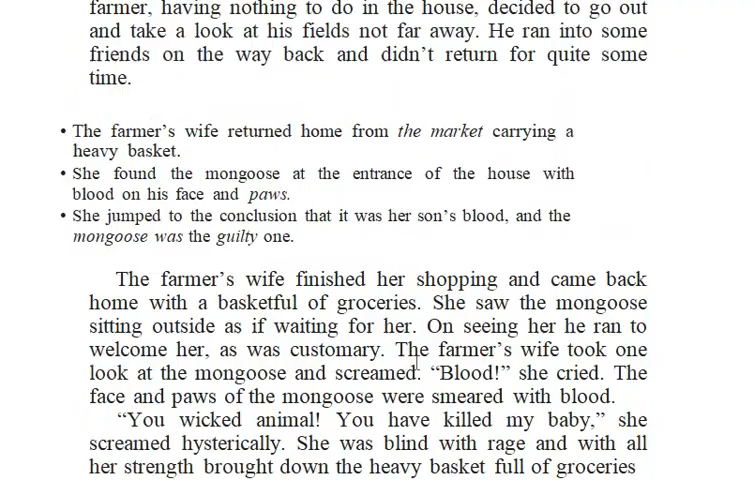 farmer, having nothing to do in the house, decided to go out
and take a look at his fields not far away. He ran into some
friends on the way back and didn’t return for quite some
time.
• The farmer’s wife returned home from the market carrying a
heavy basket.
• She found the mongoose at the entrance of the house with
blood on his face and paws.
• She jumped to the conclusion that it was her son’s blood, and the
mongoose was the guilty one.
The farmer’s wife finished her shopping and came back
home with a basketful of groceries. She saw the mongoose
sitting outside as if waiting for her. On seeing her he ran to
welcome her, as was customary. The farmer’s wife took one
look at the mongoose and screamed. “Blood!” she cried. The
face and paws of the mongoose were smeared with blood.
“You wicked animal! You have killed my baby,” she
screamed hysterically. She was blind with rage and with all
her strength brought down the heavy basket full of groceries